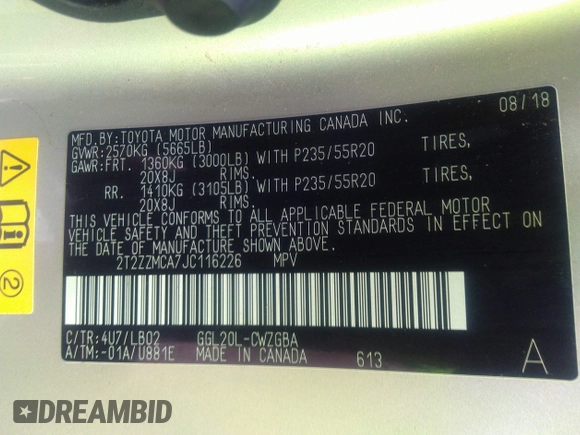 08/18
MFD.BY:TOYOTA MOTOR MANUFACTURING CANADA INC.
GVWR:2570KG (5665LB)
GAWR:FRT. 1360KG (3000LB) WITH P235/55R20 TIRES,
20X8J RIMS.
RR. 1410KG (3105LB) WITH P235/55R20 TIRES,
20X8J RIMS.
THIS VEHICLE CONFORMS TO ALL APPLICABLE FEDERAL MOTOR
VEHICLE SAFETY AND THEFT PREVENTION STANDARDS IN EFFECT ON
THE DATE OF MANUFACTURE SHOWN ABOVE.
2T2ZZMCA7JC116226 MPV
C/TR:4U7/LB02 GGL20L-CWZGBA
A/TM:-01A/U881E MADE IN CANADA 613 A
2
DREAMBID